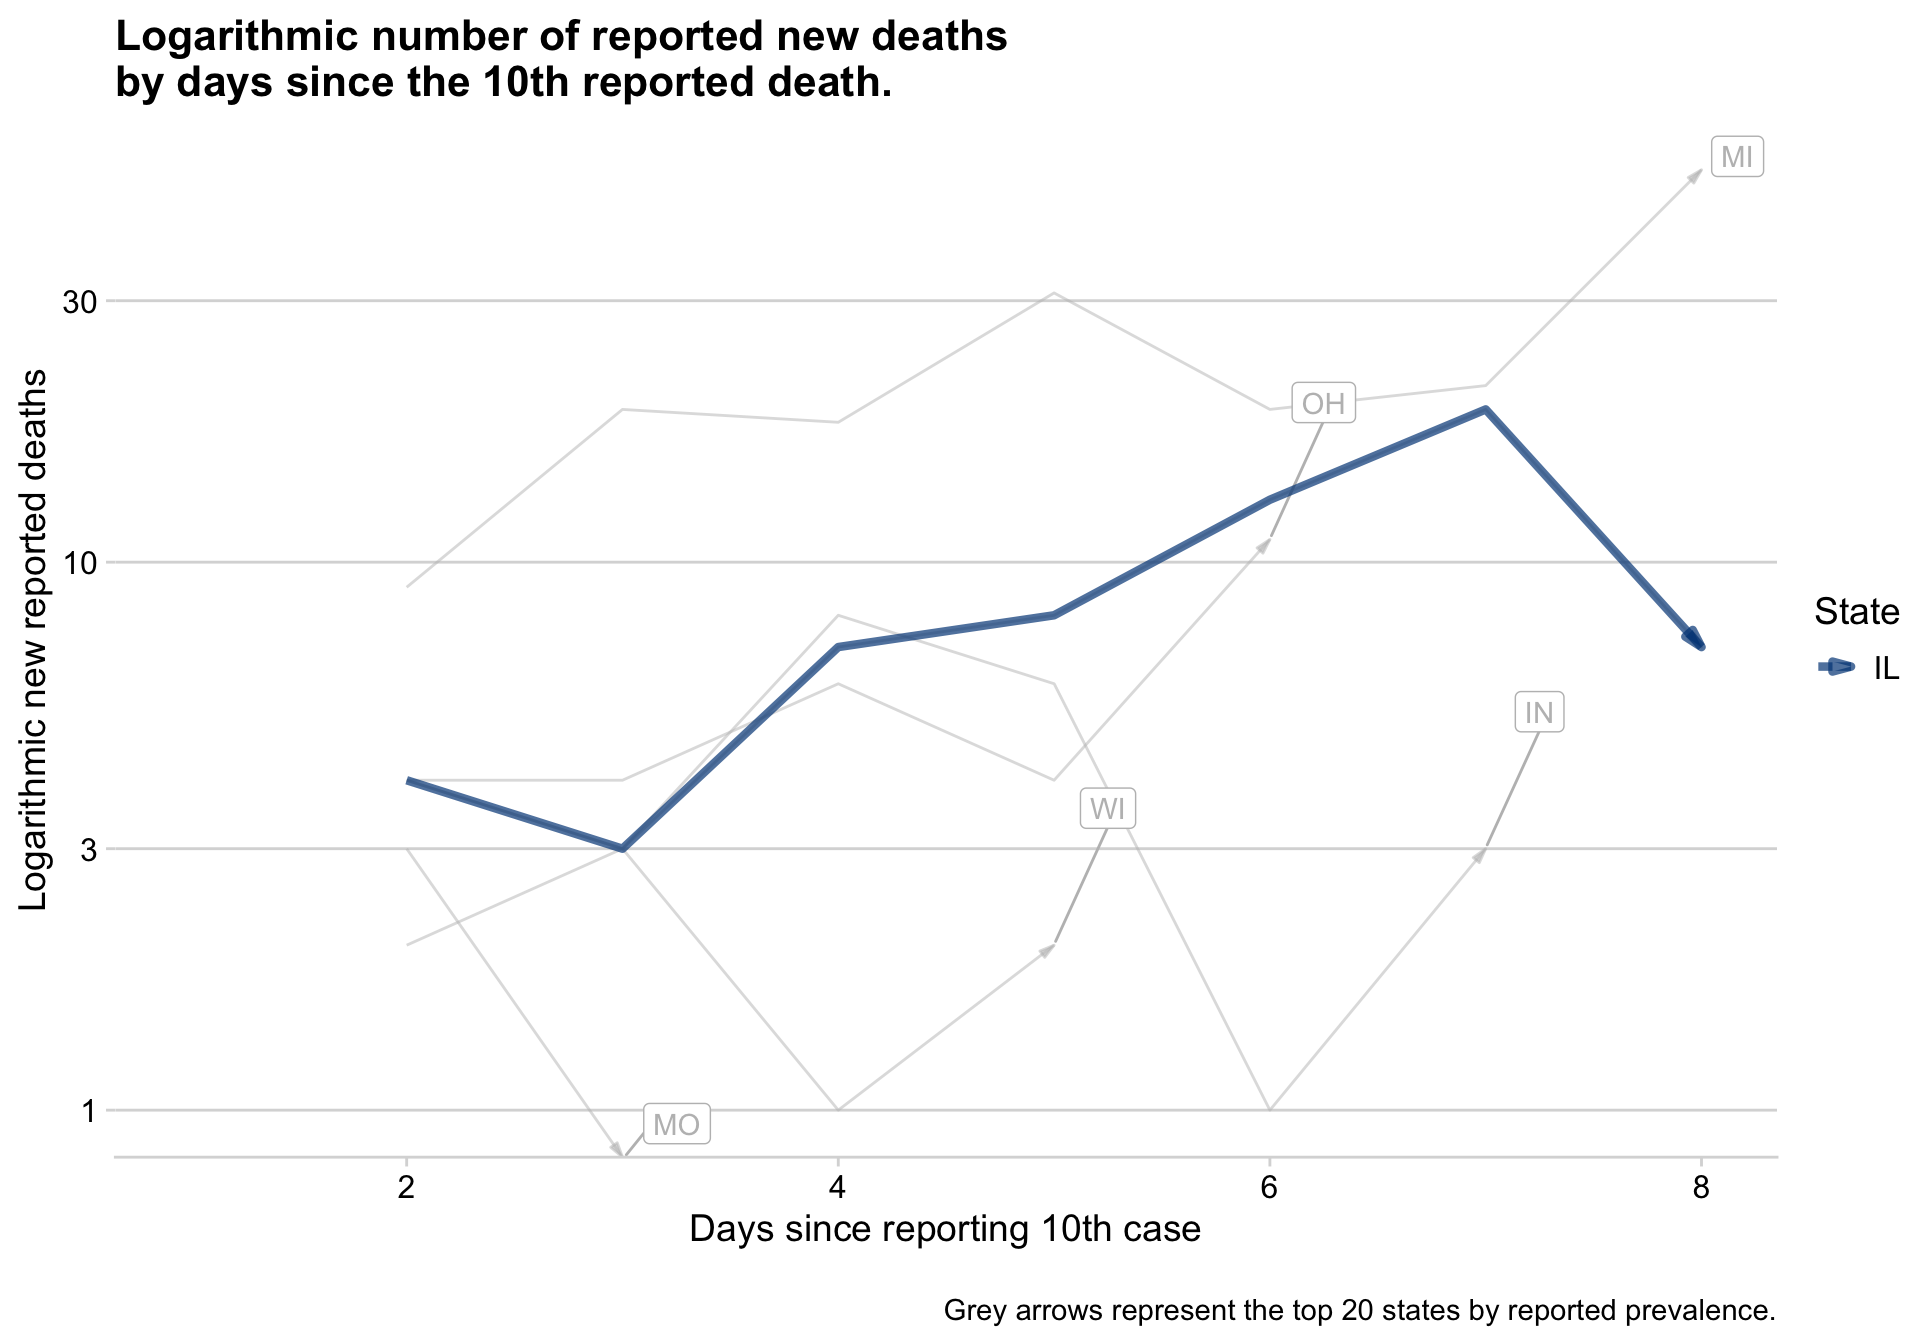 Logarithmic number of reported new deaths
by days since the 10th reported death.
MI
30
OH
Logarithmic new reported deaths
10
State
IL
IN
WI
3
1
MO
2 4 6 8
Days since reporting 10th case
Grey arrows represent the top 20 states by reported prevalence.